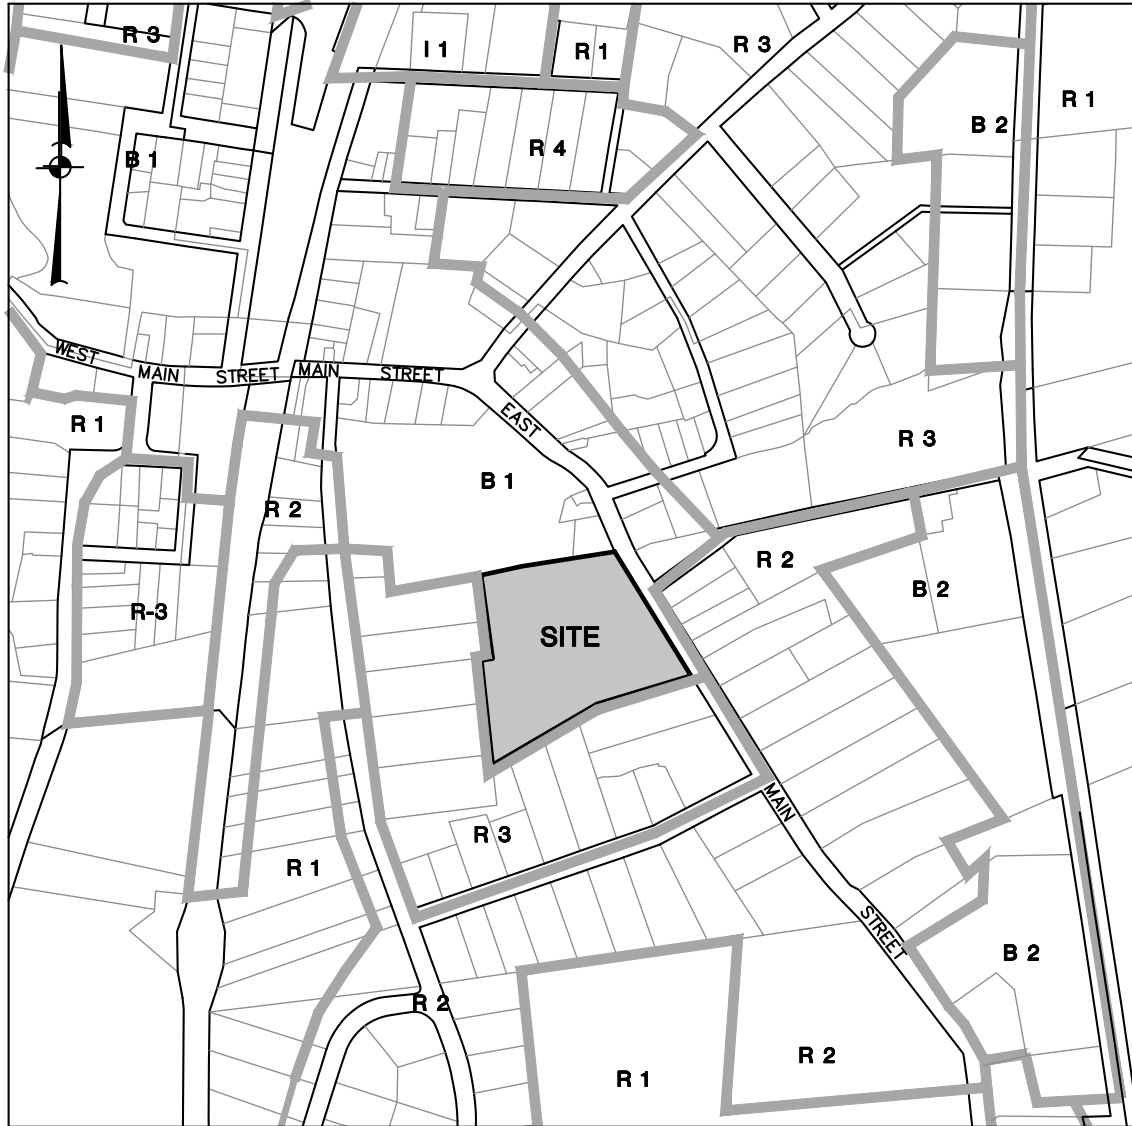 R 3
I 1
R 1
R 3
R 1
B 2
B 1
R 4
WEST
MAIN
STREET
MAIN
STREET
EAST
R 1
R 3
B 1
R 2
R 2
B 2
R-3
SITE
MAIN
R 3
R 1
STREET
B 2
R 2
R 2
R 1